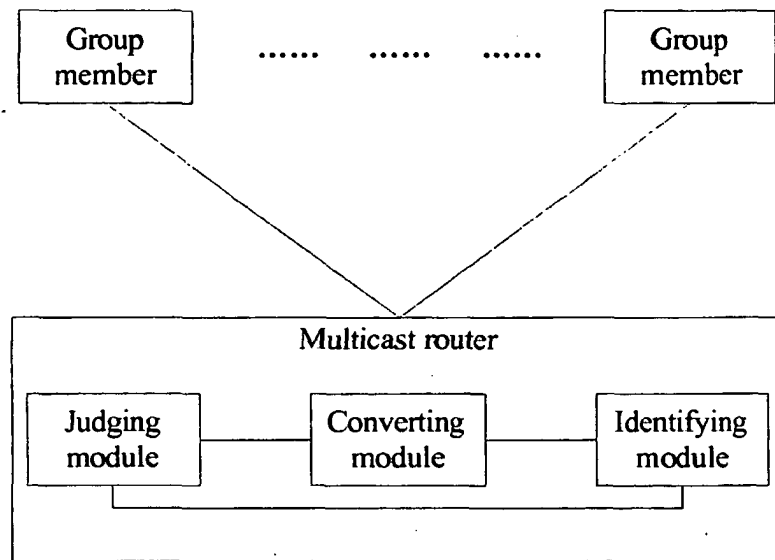 Group
member
...... ...... ......
Group
member
Multicast router
Judging
module
Converting
module
Identifying
module